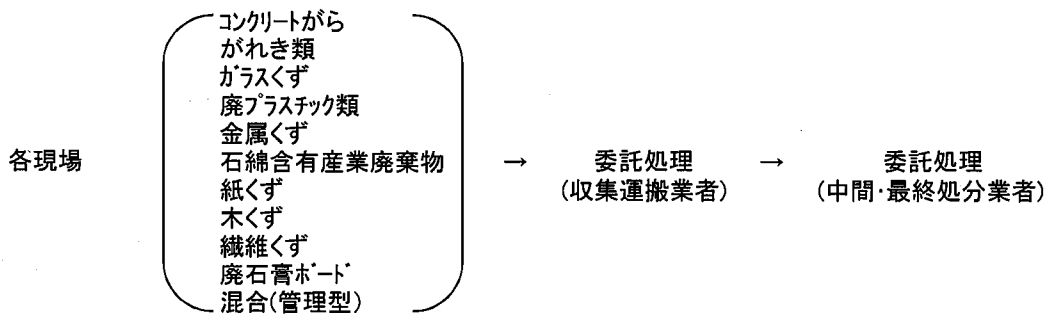 コンクリートがら
がれき類
ガラスくず
廃プラスチック類
金属くず
各現場 石綿含有産業廃棄物 → 委託処理 → 委託処理
紙くず (収集運搬業者) (中間・最終処分業者)
木くず
繊維くず
廃石膏ボード
混合(管理型)